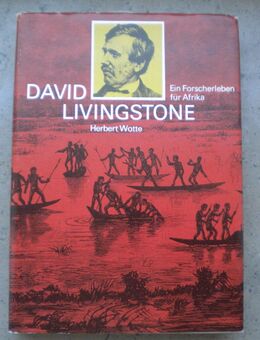 DAVID
LIVINGSTONE
Ein Forscherleben
für Afrika
Herbert Wotte